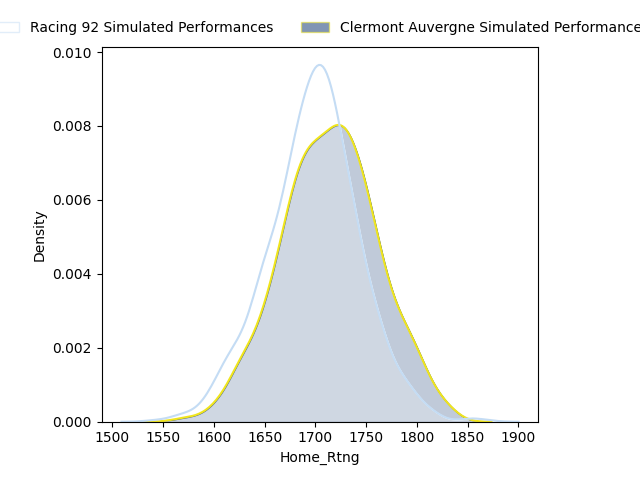 Racing 92 Simulated Performances
Clermont Auvergne Simulated Performance
0.010
0.008
0.006
0.004
0.002
0.000
Density
1500 1550 1600 1650 1700 1750 1800 1850 1900
Home_Rtng